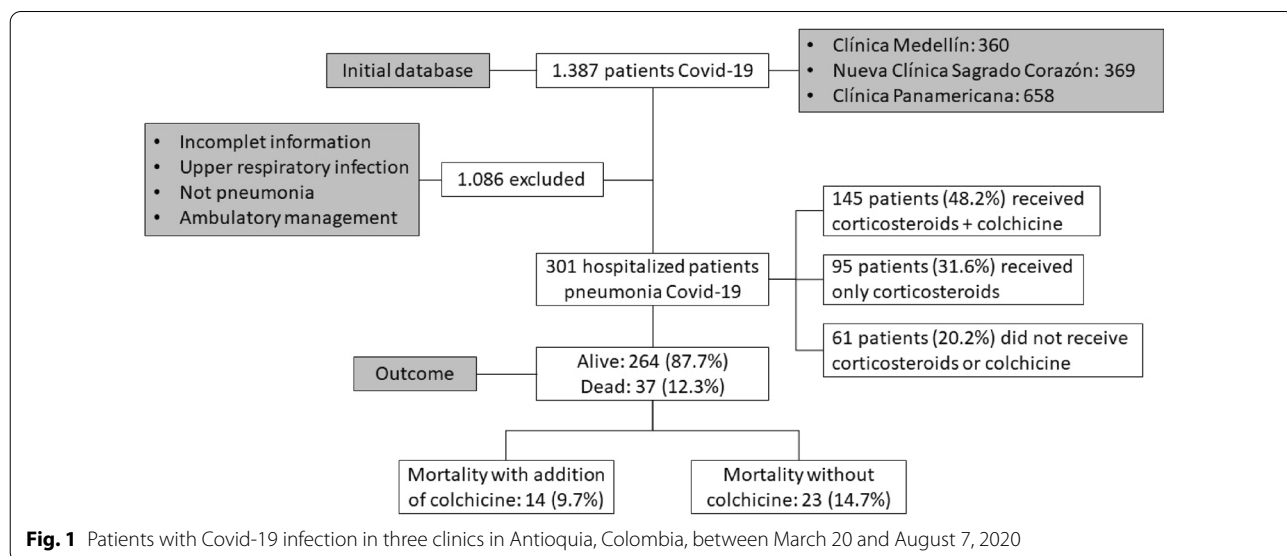 Initial database
1.387 patients Covid-19
• Clínica Medellín: 360
• Nueva Clínica Sagrado Corazón: 369
• Clínica Panamericana: 658
• Incomplet information
• Upper respiratory infection
• Not pneumonia
• Ambulatory management
1.086 excluded
145 patients (48.2%) received
corticosteroids + colchicine
301 hospitalized patients
pneumonia Covid-19
95 patients (31.6%) received
only corticosteroids
61 patients (20.2%) did not receive
corticosteroids or colchicine
Outcome
Alive: 264 (87.7%)
Dead: 37 (12.3%)
Mortality with addition
of colchicine: 14 (9.7%)
Mortality without
colchicine: 23 (14.7%)
Fig. 1 Patients with Covid-19 infection in three clinics in Antioquia, Colombia, between March 20 and August 7, 2020